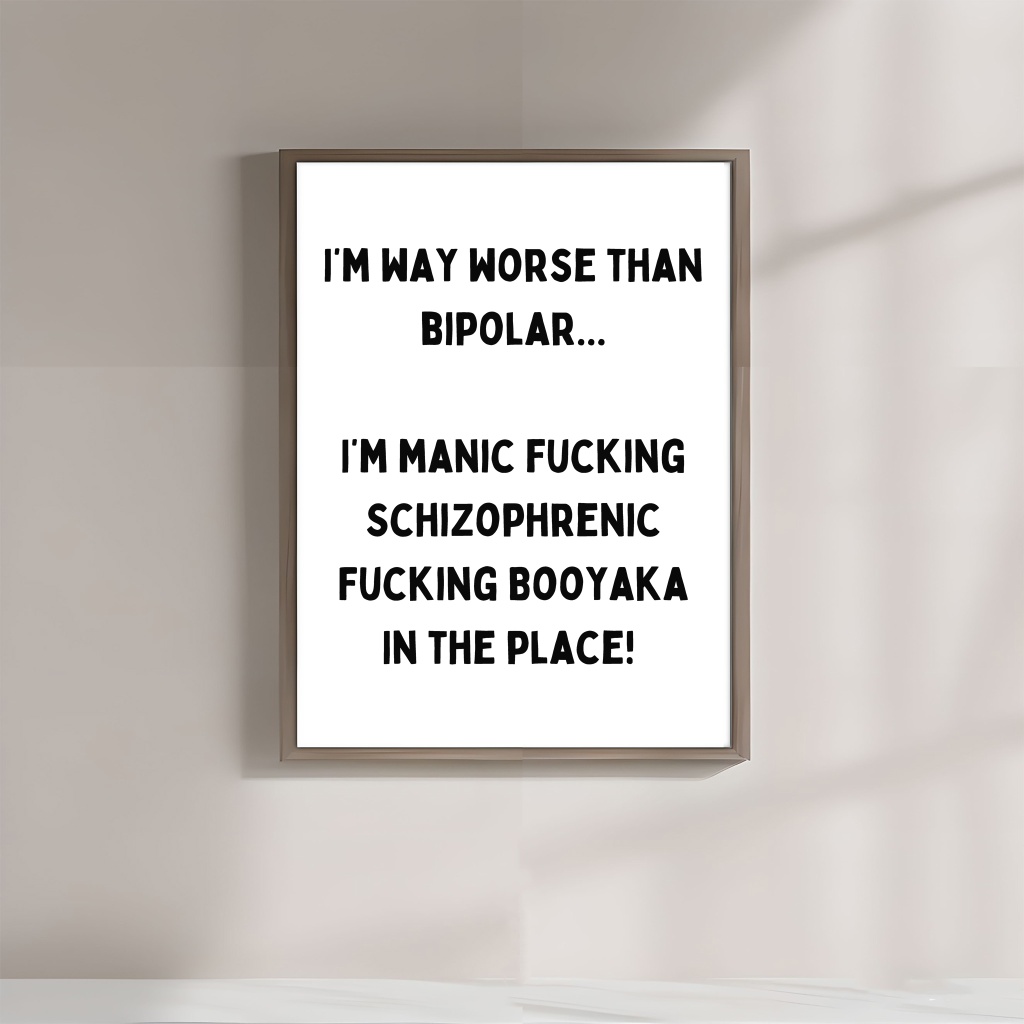 I'M WAY WORSE THAN
BIPOLAR...
I'M MANIC FUCKING
SCHIZOPHRENIC
FUCKING BOOYAKA
IN THE PLACE!